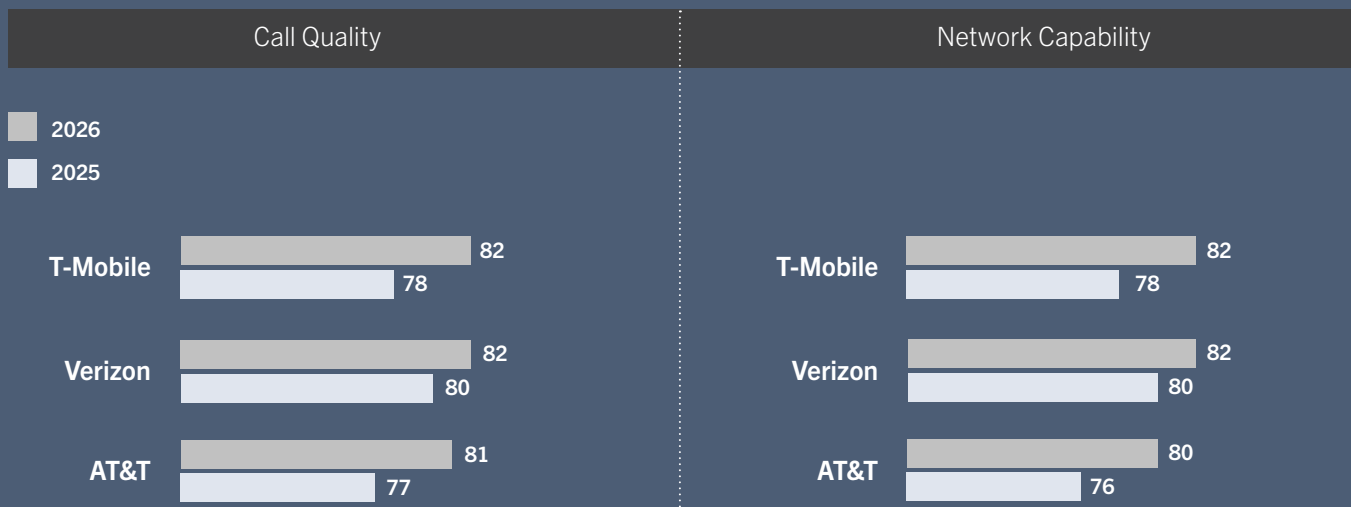 Call Quality
Network Capability
2026
2025
T-Mobile
82
78
Verizon
82
80
AT&T
81
77
T-Mobile
82
78
Verizon
82
80
AT&T
80
76